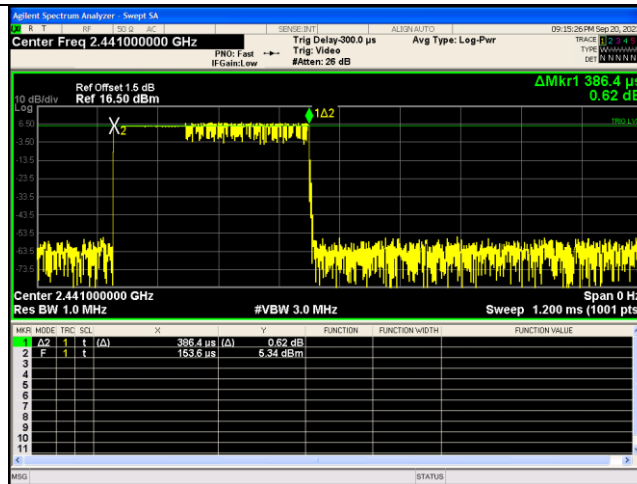 Agilent Spectrum Analyzer - Swept SA
R T RF 50 Ω AC SENSE:INT ALIGN AUTO 09:15:26 PM Sep 20, 202
Center Freq 2.441000000 GHz Trig Delay-300.0 µs Avg Type: Log-Pwr TRACE 1 2 3 4 5
PNO: Fast Trig: Video TYPE
IFGain:Low #Atten: 26 dB DET N N N N N
ΔMkr1 386.4 µs
Ref Offset 1.5 dB 0.62 dB
10 dB/div Ref 16.50 dBm
Log
6.50 2 1Δ2 TRIG LV
-3.50
-13.5
-23.5
-33.5
-43.5
-53.5
-63.5
-73.5
Center 2.441000000 GHz Span 0 Hz
Res BW 1.0 MHz #VBW 3.0 MHz Sweep 1.200 ms (1001 pts
MKR MODE TRC SCL X Y FUNCTION FUNCTION WIDTH FUNCTION VALUE
1 Δ2 1 t (Δ) 386.4 µs (Δ) 0.62 dB
2 F 1 t 153.6 µs 5.34 dBm
3
4
5
6
7
8
9
10
11
MSG STATUS